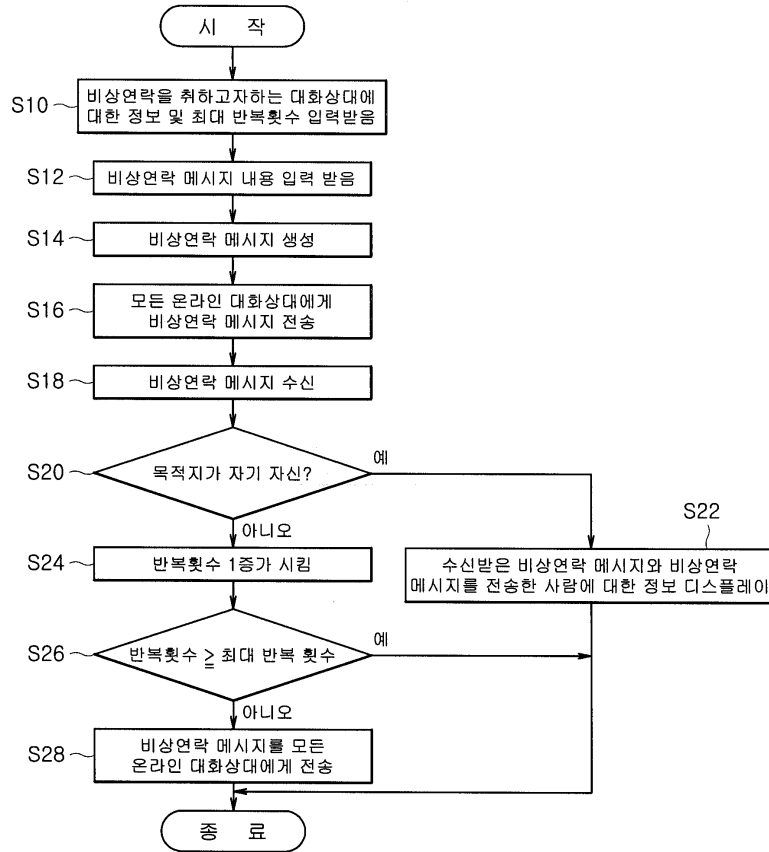 시 작
S10
비상연락을 취하고자하는 대화상대에
대한 정보 및 최대 반복횟수 입력받음
S12
비상연락 메시지 내용 입력 받음
S14
비상연락 메시지 생성
S16
모든 온라인 대화상대에게
비상연락 메시지 전송
S18
비상연락 메시지 수신
S20
목적지가 자기 자신?
예
아니오
S22
수신받은 비상연락 메시지와 비상연락
메시지를 전송한 사람에 대한 정보 디스플레이
S24
반복횟수 1증가 시킴
S26
반복횟수 ≧ 최대 반복 횟수
예
아니오
S28
비상연락 메시지를 모든
온라인 대화상대에게 전송
종 료